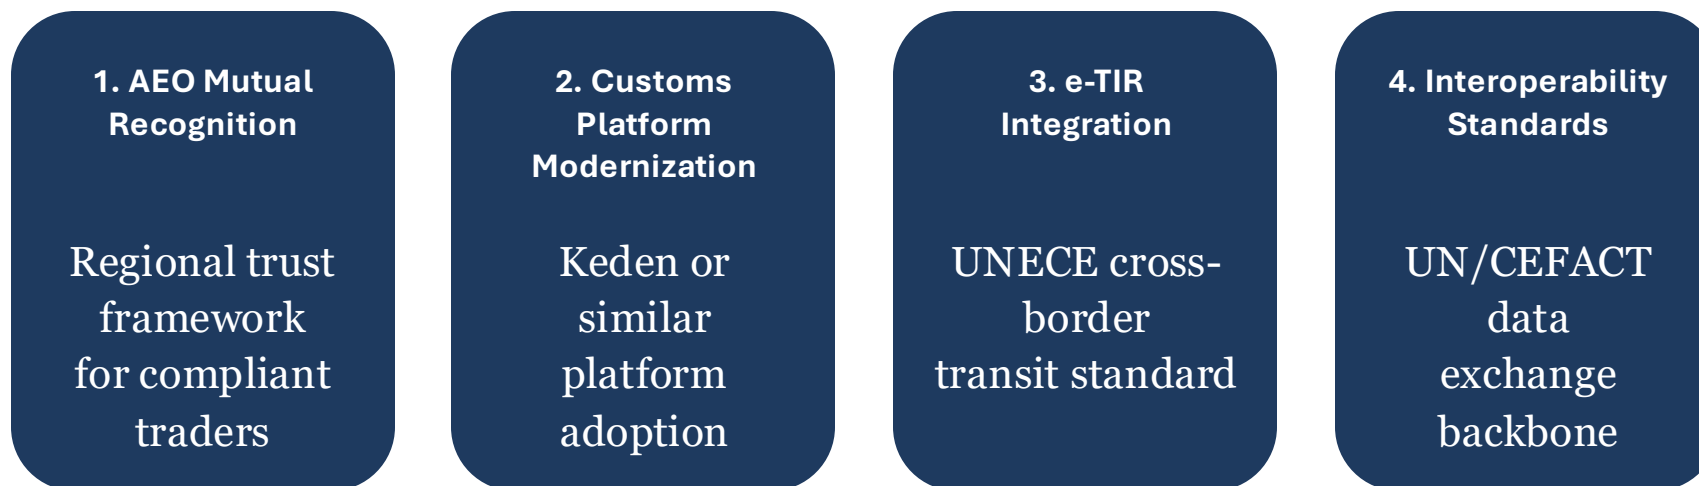 1. AEO Mutual
Recognition
Regional trust
framework
for compliant
traders
2. Customs
Platform
Modernization
Keden or
similar
platform
adoption
3. e-TIR
Integration
UNECE cross-
border
transit standard
4. Interoperability
Standards
UN/CEFACT
data
exchange
backbone